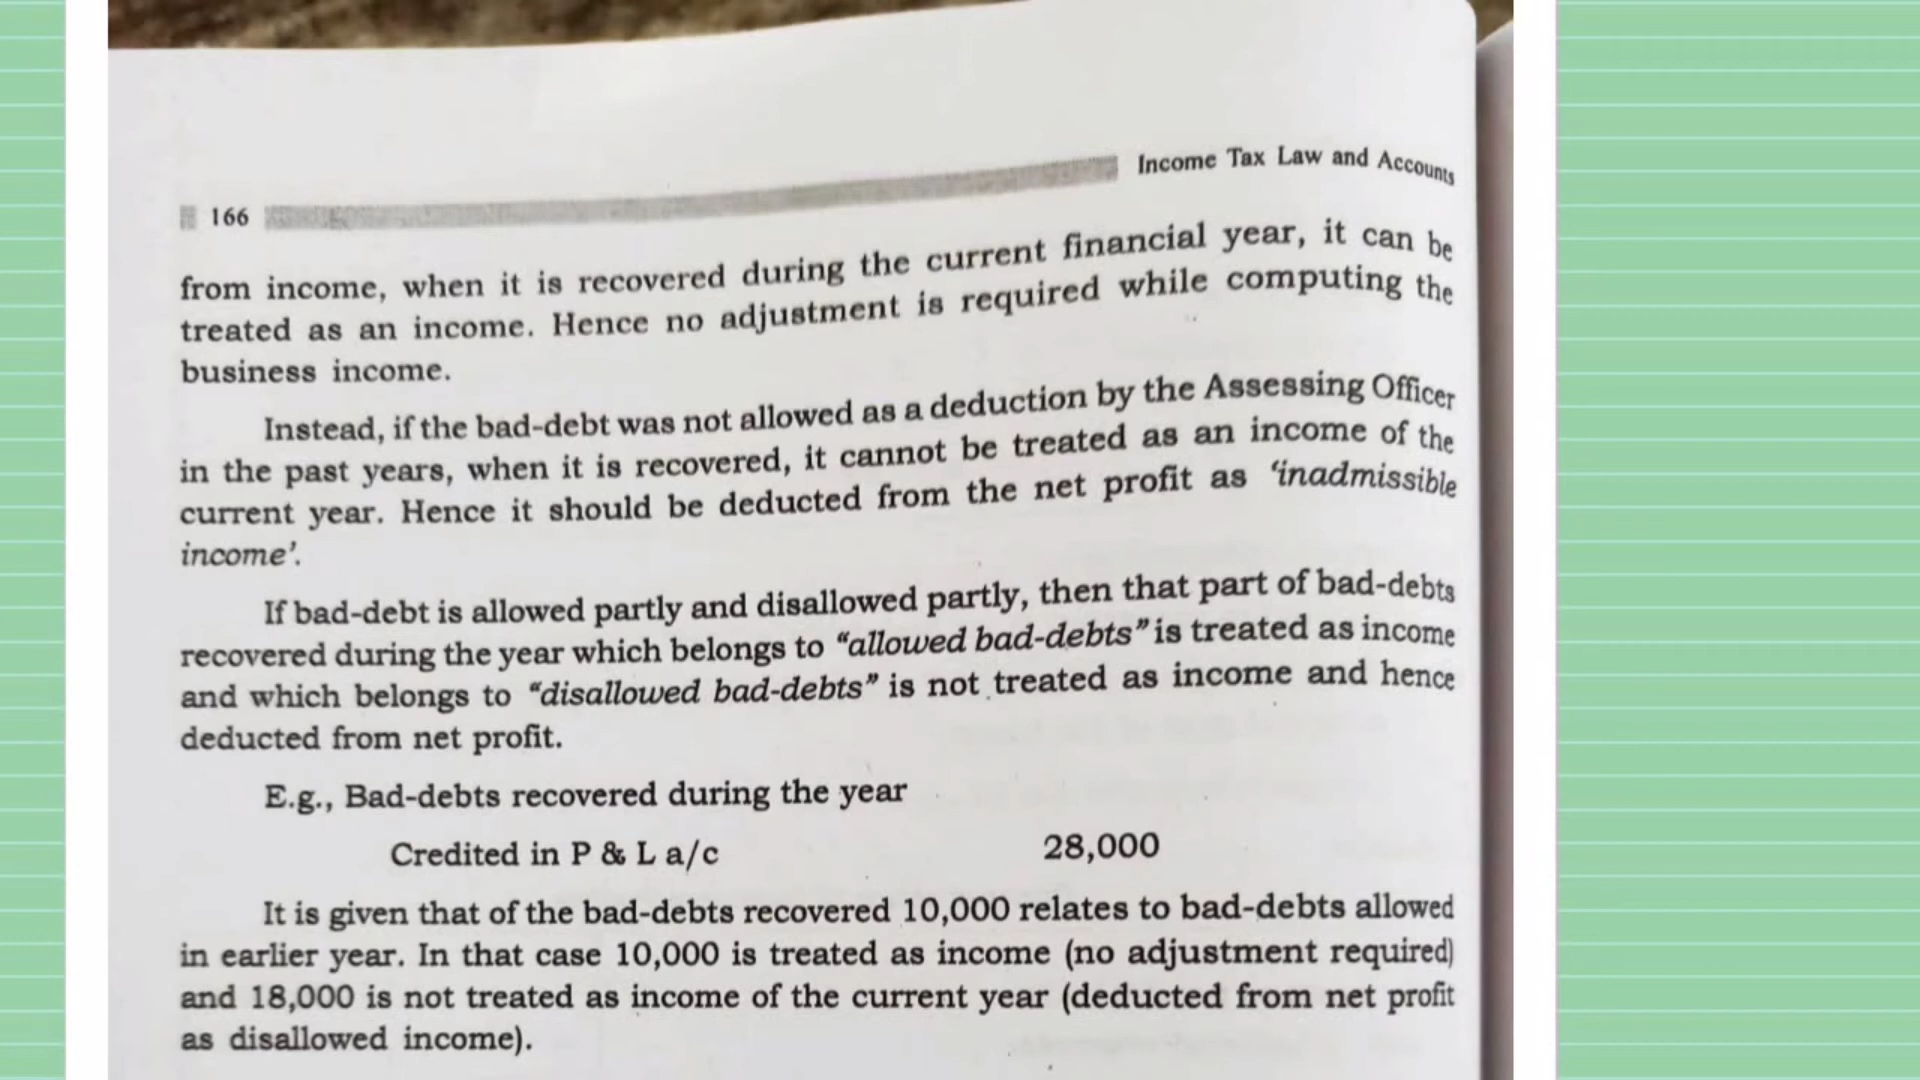 Income Tax Law and Accounts
166
from income, when it is recovered during the current financial year, it can be
treated as an income. Hence no adjustment is required while computing the
business income.
Instead, if the bad-debt was not allowed as a deduction by the Assessing Officer
in the past years, when it is recovered, it cannot be treated as an income of the
current year. Hence it should be deducted from the net profit as ‘inadmissible
income’.
If bad-debt is allowed partly and disallowed partly, then that part of bad-debts
recovered during the year which belongs to “allowed bad-debts” is treated as income
and which belongs to “disallowed bad-debts” is not treated as income and hence
deducted from net profit.
E.g., Bad-debts recovered during the year
Credited in P & L a/c 28,000
It is given that of the bad-debts recovered 10,000 relates to bad-debts allowed
in earlier year. In that case 10,000 is treated as income (no adjustment required)
and 18,000 is not treated as income of the current year (deducted from net profit
as disallowed income).